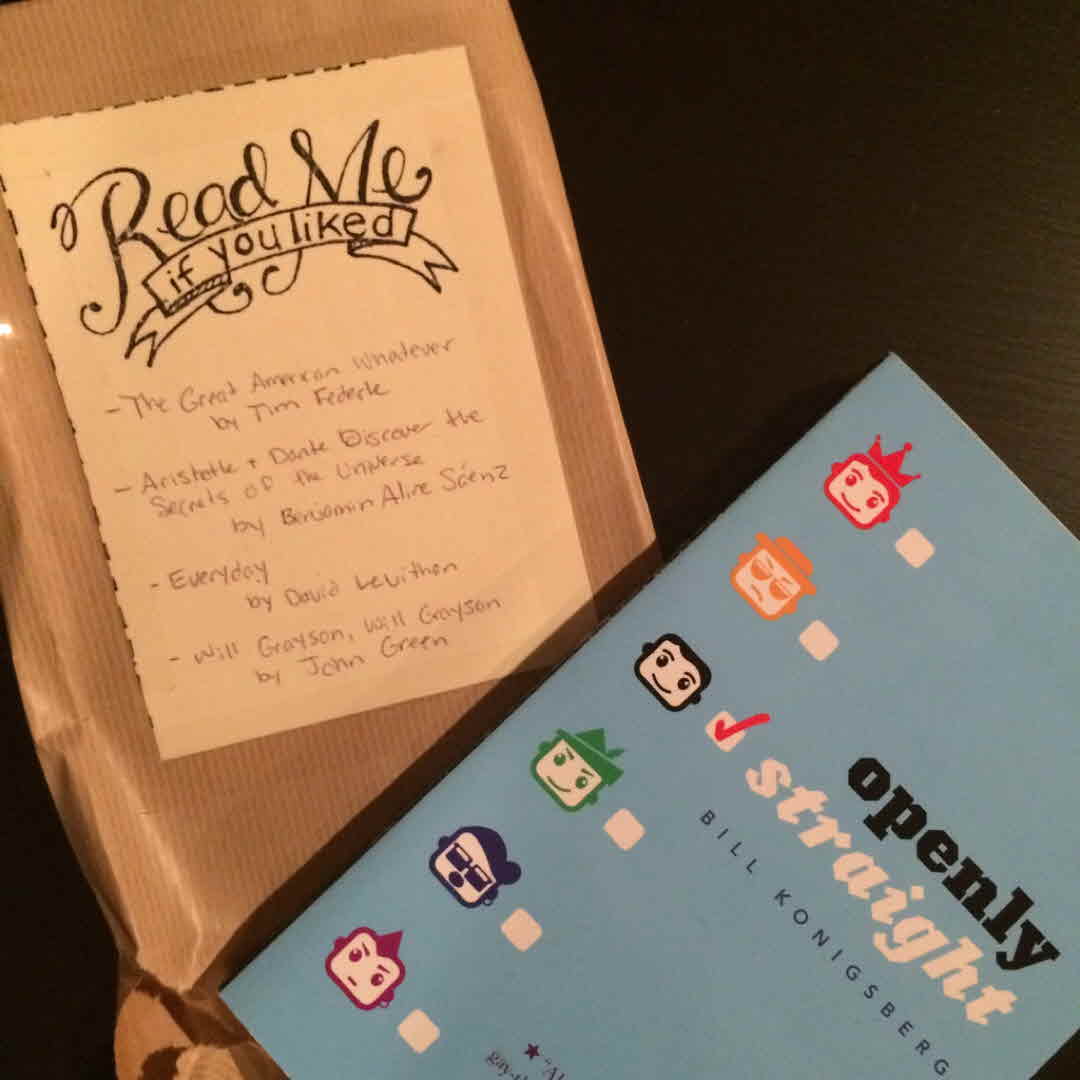 Read Me
if you liked
- The Great American Whatever
by Tim Federle
- Aristotle + Dante Discover the
Secrets of the Universe
by Benjamin Alire Sáenz
- Everyday
by David Levithan
- Will Grayson, Will Grayson
by John Green
openly
straight
BILL KONIGSBERG